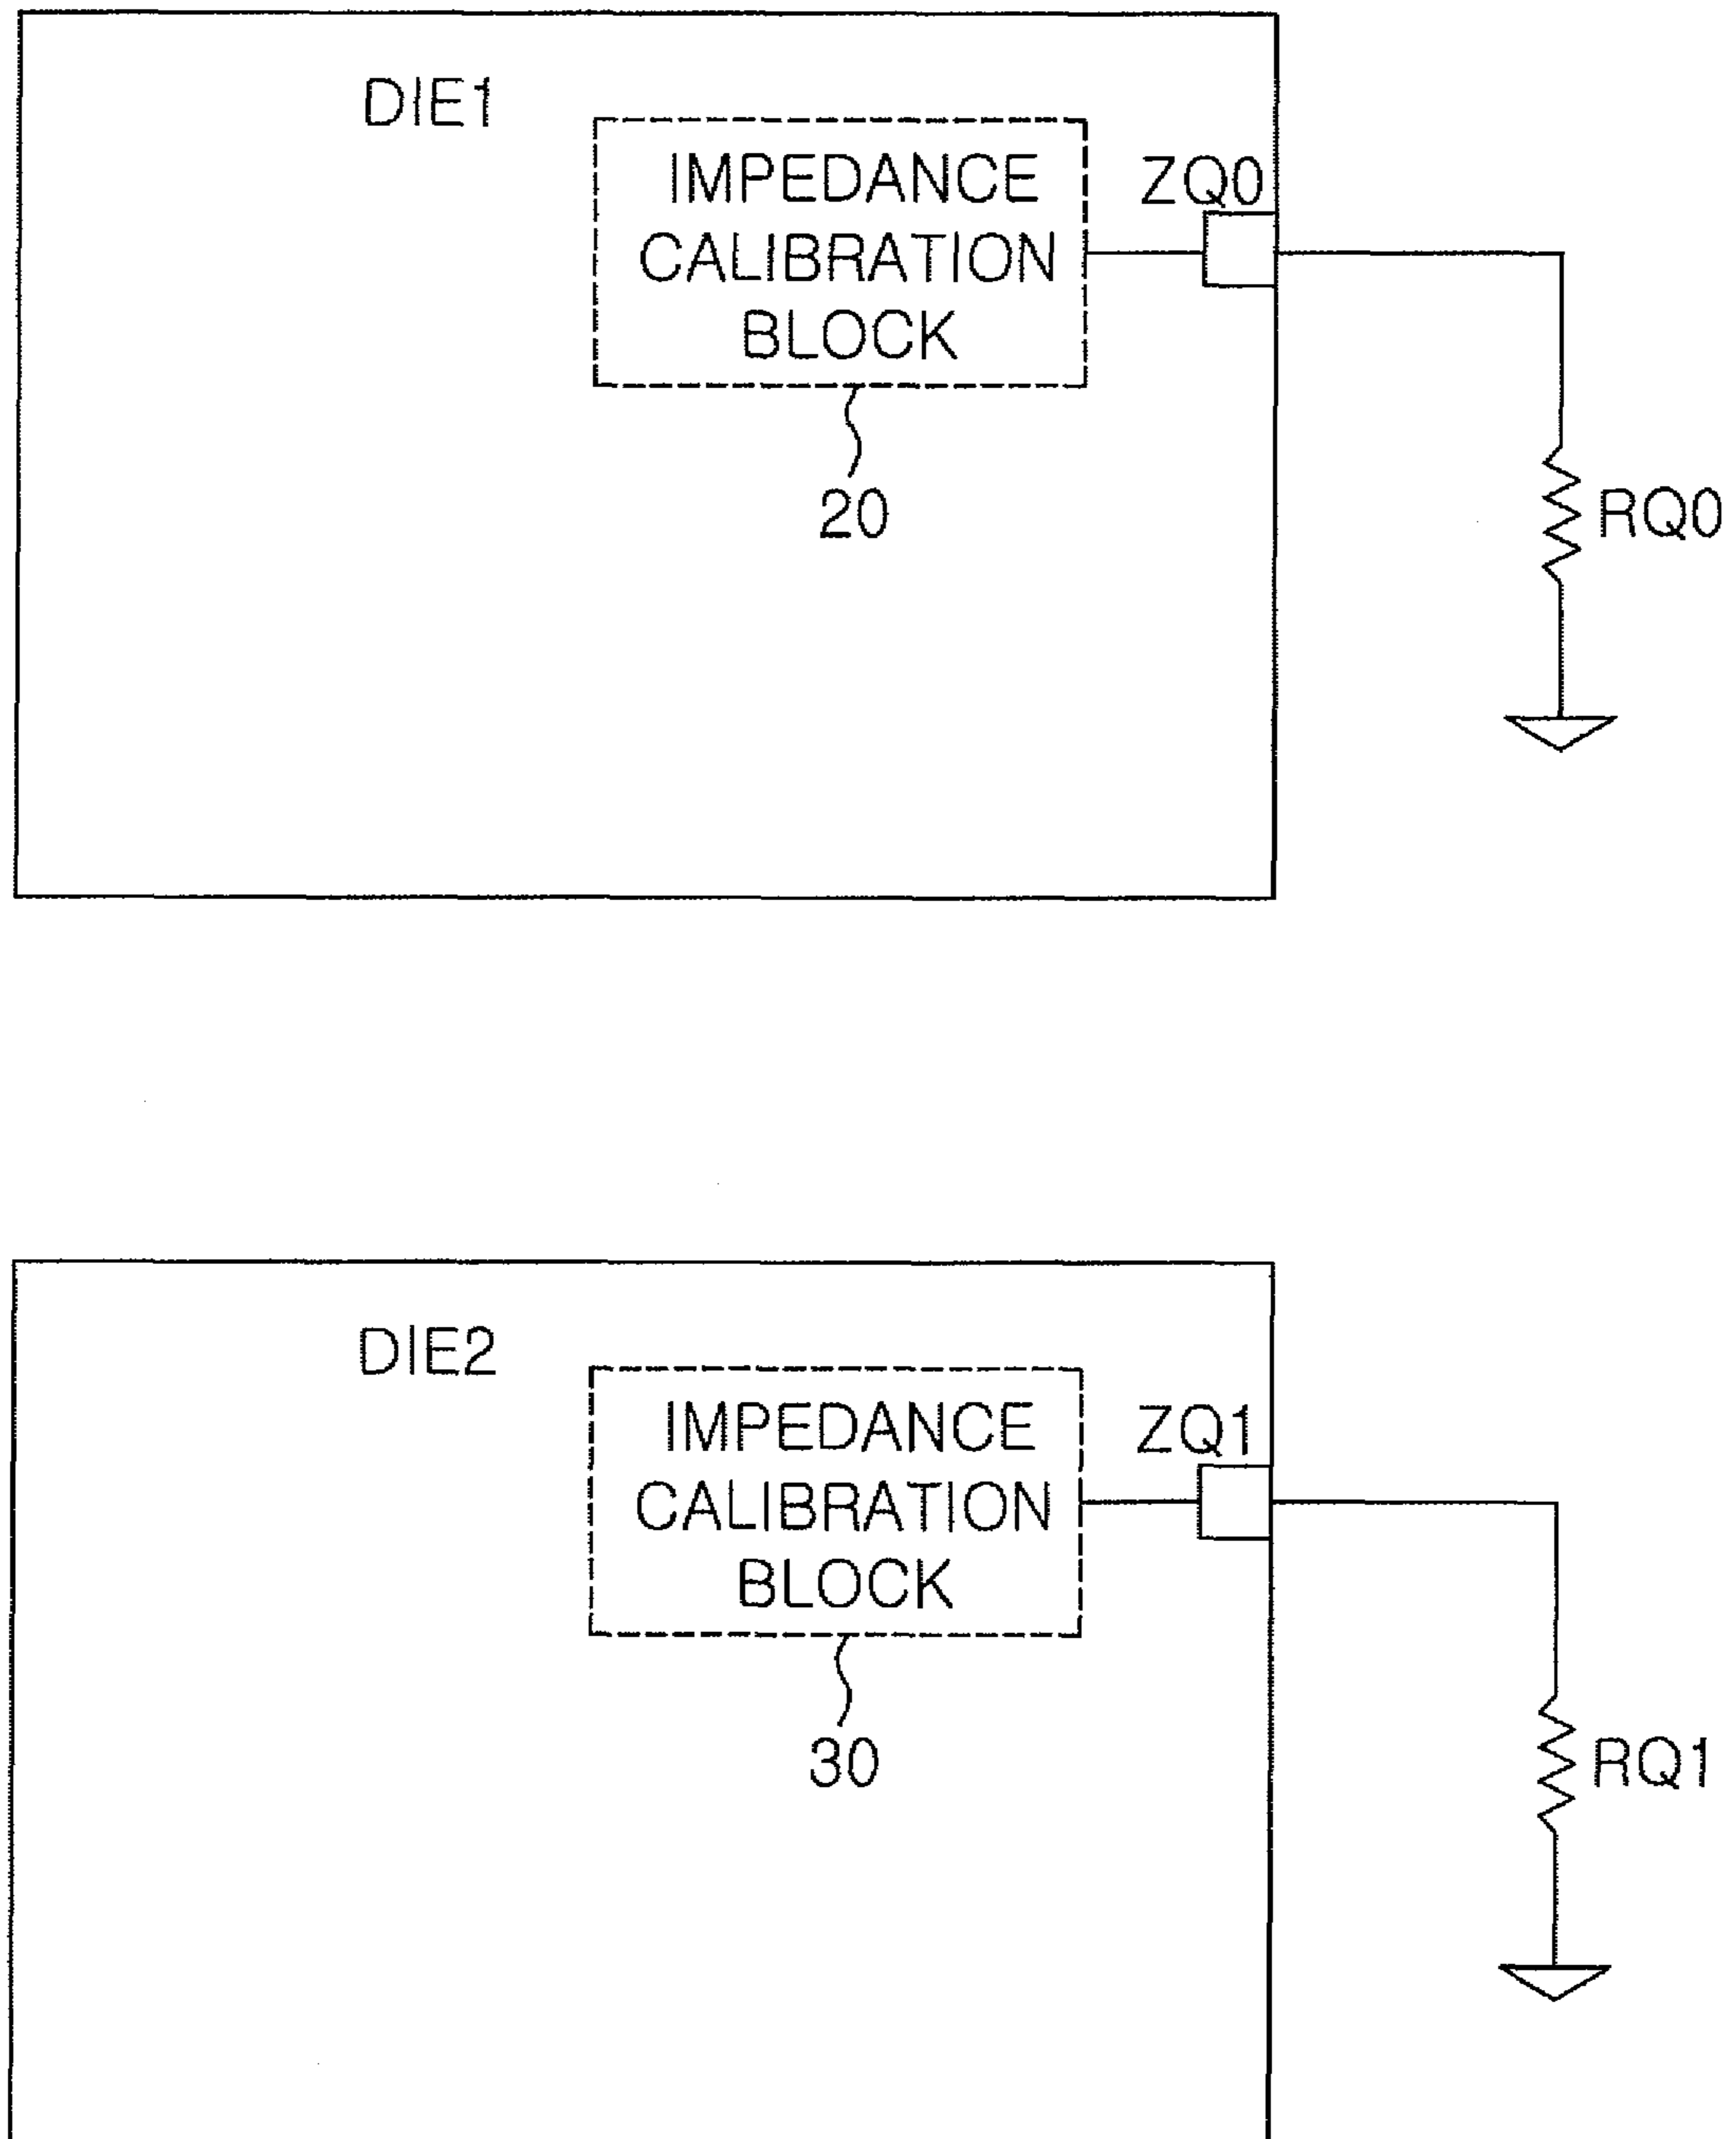 DIE1
IMPEDANCE
CALIBRATION
BLOCK
ZQ0
20
RQ0
DIE2
IMPEDANCE
CALIBRATION
BLOCK
ZQ1
30
RQ1